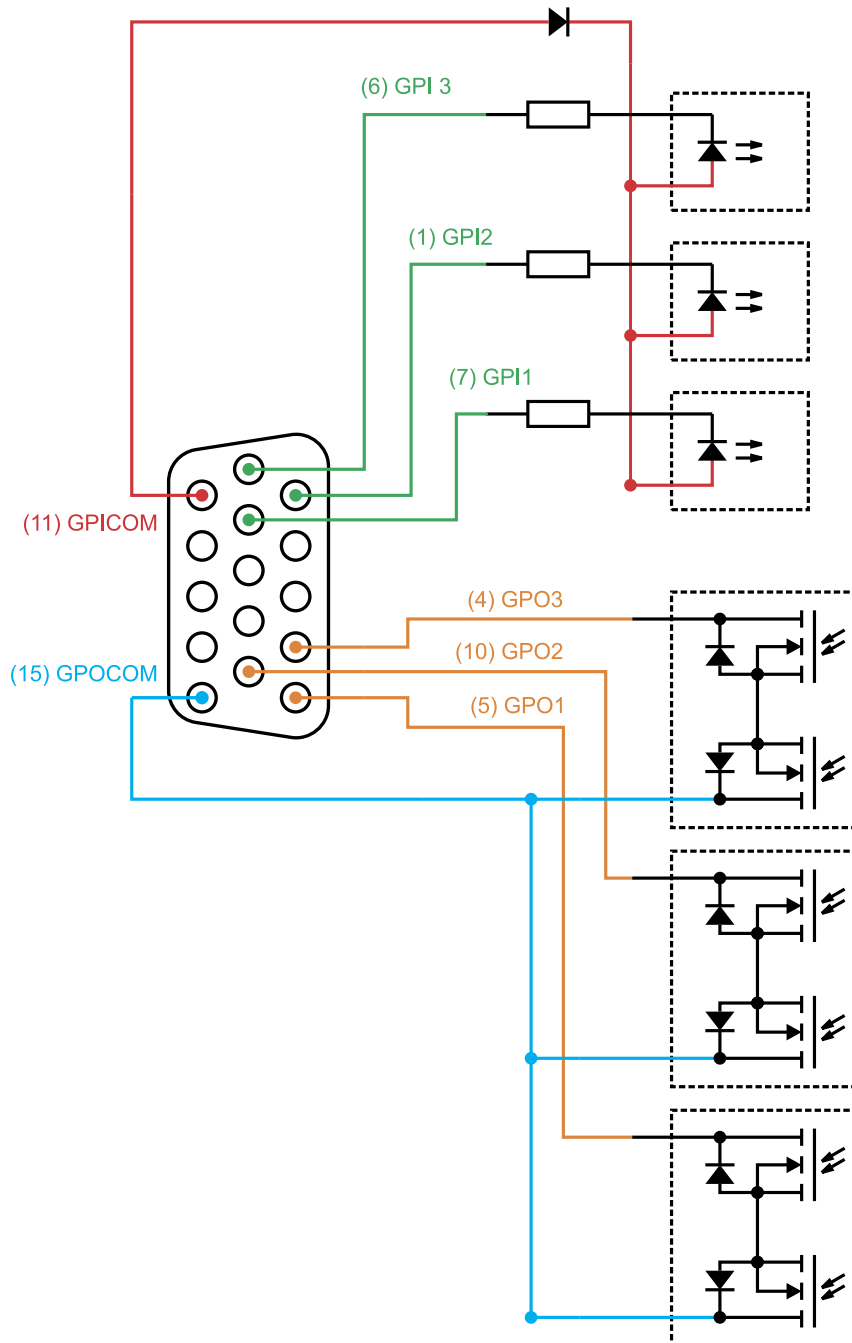 (6) GPI 3
(1) GPI2
(7) GPI1
(11) GPICOM
(4) GPO3
(10) GPO2
(15) GPOCOM
(5) GPO1